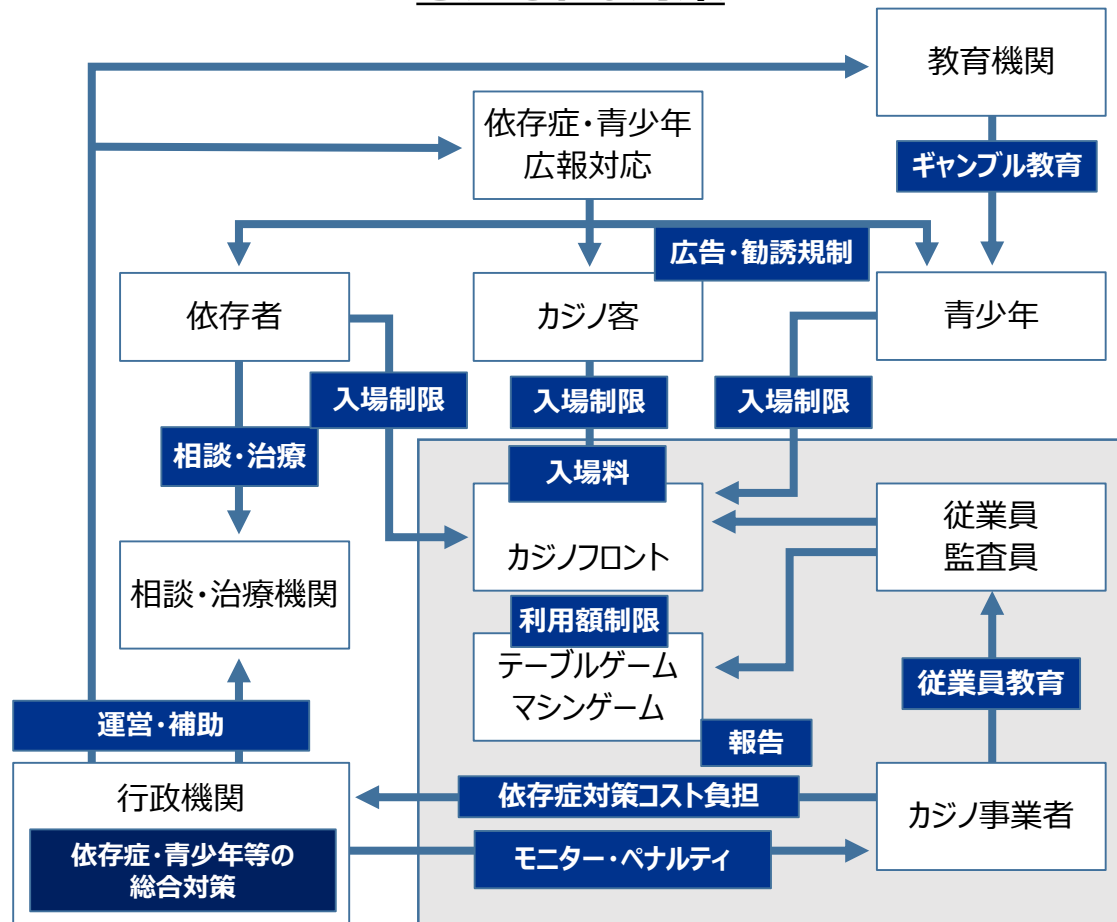 教育機関
依存症・青少年
広報対応
ギャンブル教育
広告・勧誘規制
依存者
カジノ客
青少年
入場制限
入場制限
入場制限
相談・治療
入場料
カジノフロント
従業員
監査員
相談・治療機関
利用額制限
テーブルゲーム
マシンゲーム
従業員教育
運営・補助
報告
行政機関
依存症対策コスト負担
カジノ事業者
依存症・青少年等の
総合対策
モニター・ペナルティ